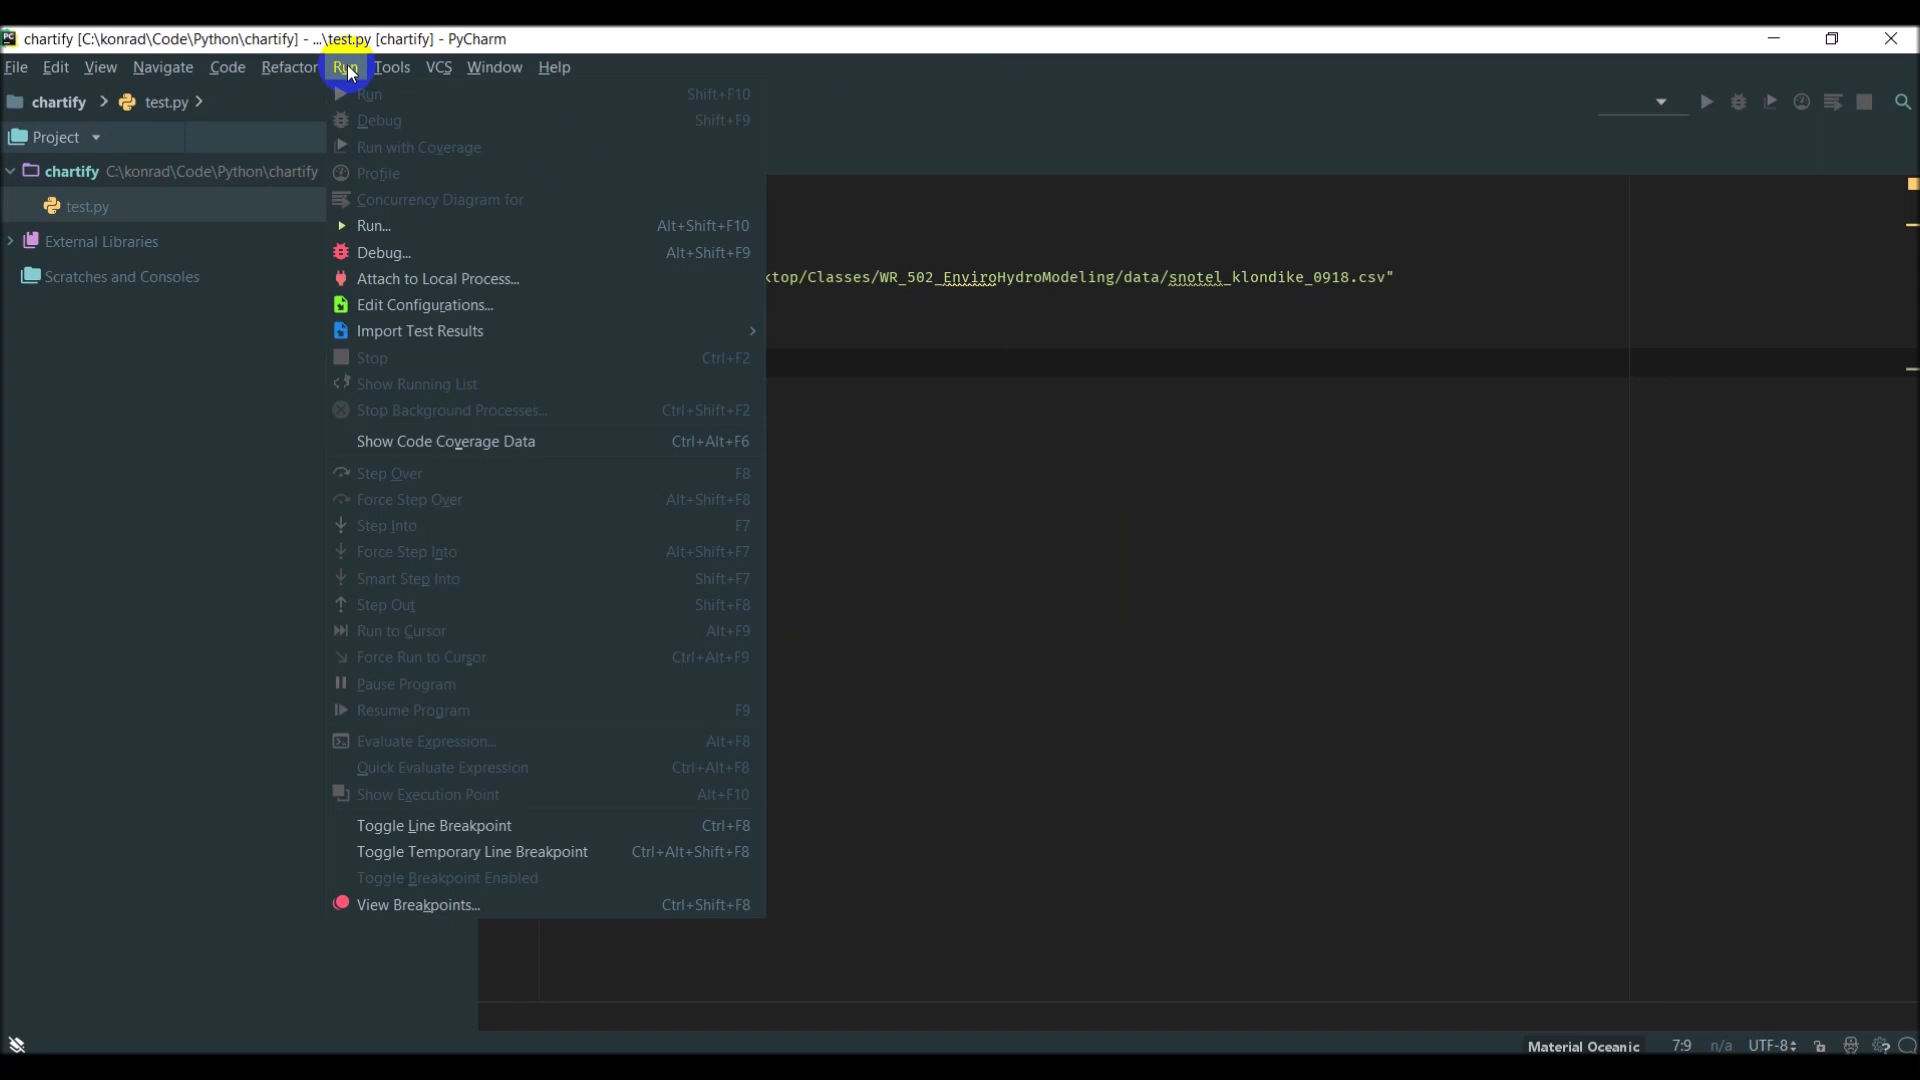 chartify [C:\konrad\Code\Python\chartify] - ...\test.py [chartify] - PyCharm
File Edit View Navigate Code Refactor Run Tools VCS Window Help
chartify test.py
Project
chartify C:\konrad\Code\Python\chartify
test.py
External Libraries
Scratches and Consoles
Run Shift+F10
Debug Shift+F9
Run with Coverage
Profile
Concurrency Diagram for
Run... Alt+Shift+F10
Debug... Alt+Shift+F9
Attach to Local Process...
Edit Configurations...
Import Test Results
Stop Ctrl+F2
Show Running List
Stop Background Processes... Ctrl+Shift+F2
Show Code Coverage Data Ctrl+Alt+F6
Step Over F8
Force Step Over Alt+Shift+F8
Step Into F7
Force Step Into Alt+Shift+F7
Smart Step Into Shift+F7
Step Out Shift+F8
Run to Cursor Alt+F9
Force Run to Cursor Ctrl+Alt+F9
Pause Program
Resume Program F9
Evaluate Expression... Alt+F8
Quick Evaluate Expression Ctrl+Alt+F8
Show Execution Point Alt+F10
Toggle Line Breakpoint Ctrl+F8
Toggle Temporary Line Breakpoint Ctrl+Alt+Shift+F8
Toggle Breakpoint Enabled
View Breakpoints... Ctrl+Shift+F8
ktop/Classes/WR_502_EnviroHydroModeling/data/snotel_klondike_0918.csv"
Material Oceanic 7:9 n/a UTF-8